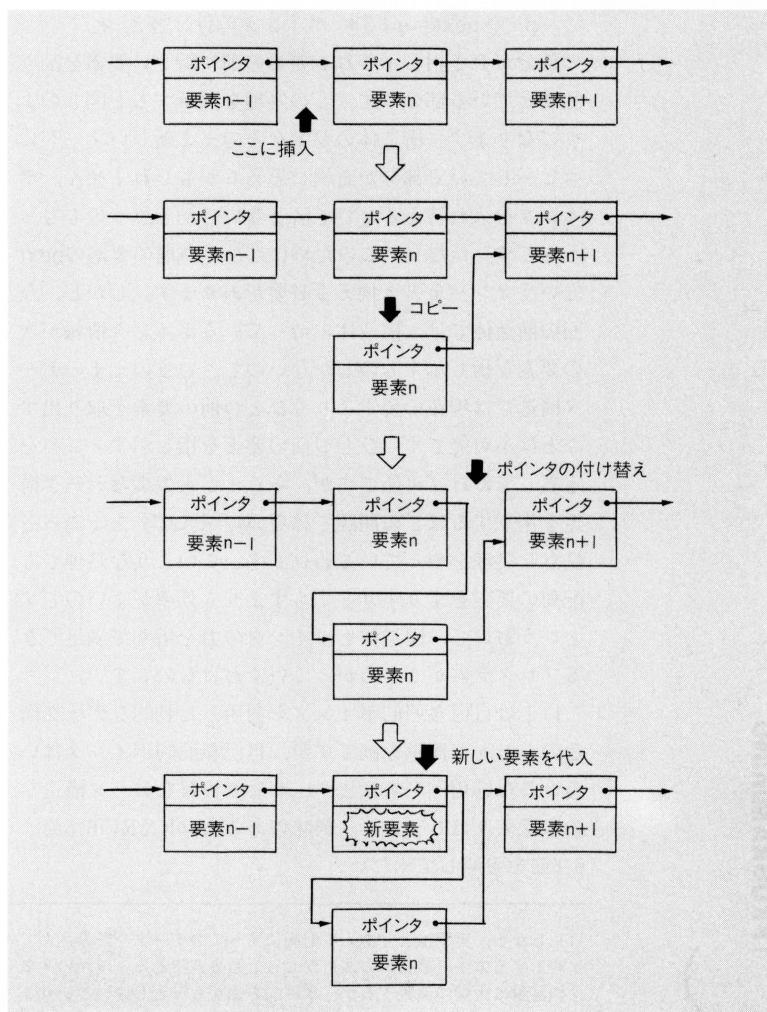 ポインタ ポインタ ポインタ
要素n-1 要素n 要素n+1
ここに挿入
ポインタ ポインタ ポインタ
要素n-1 要素n 要素n+1
コピー
ポインタ
要素n
ポインタの付け替え
ポインタ ポインタ ポインタ
要素n-1 要素n 要素n+1
ポインタ
要素n
新しい要素を代入
ポインタ ポインタ ポインタ
要素n-1 新要素 要素n+1
ポインタ
要素n